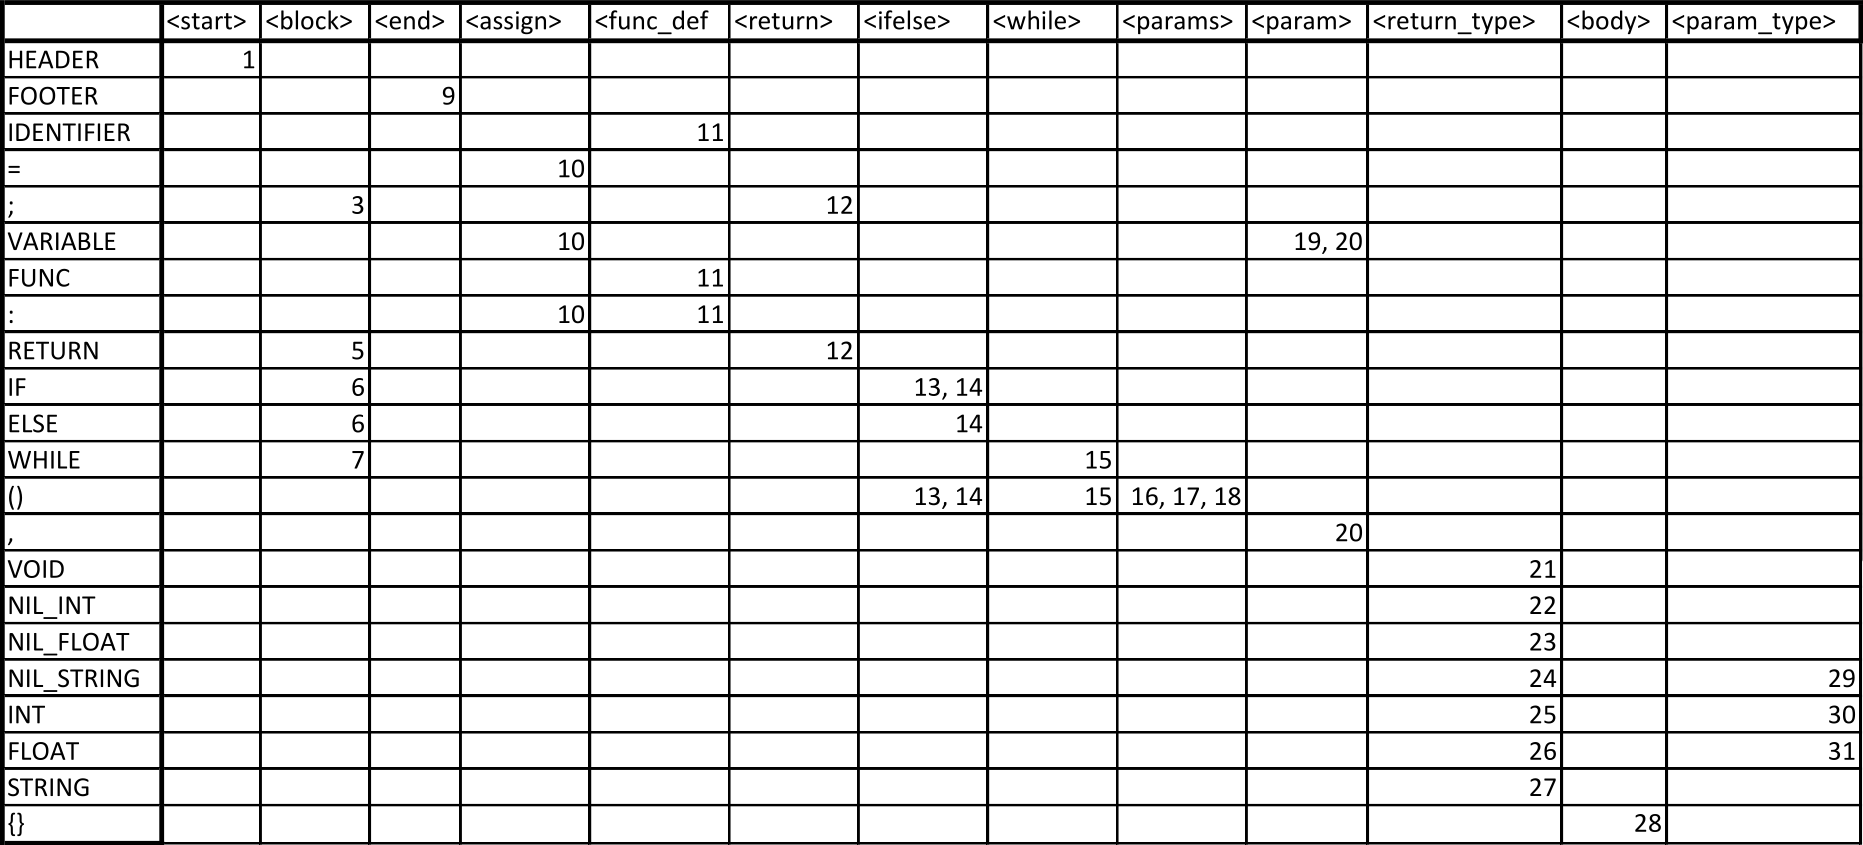 <start> <block> <end> <assign> <func_def <return> <ifelse> <while> <params> <param> <return_type> <body> <param_type>
HEADER 1
FOOTER 9
IDENTIFIER 11
= 10
; 3 12
VARIABLE 10 19, 20
FUNC 11
: 10 11
RETURN 5 12
IF 6 13, 14
ELSE 6 14
WHILE 7 15
() 13, 14 15 16, 17, 18
, 20
VOID 21
NIL_INT 22
NIL_FLOAT 23
NIL_STRING 24 29
INT 25 30
FLOAT 26 31
STRING 27
{} 28